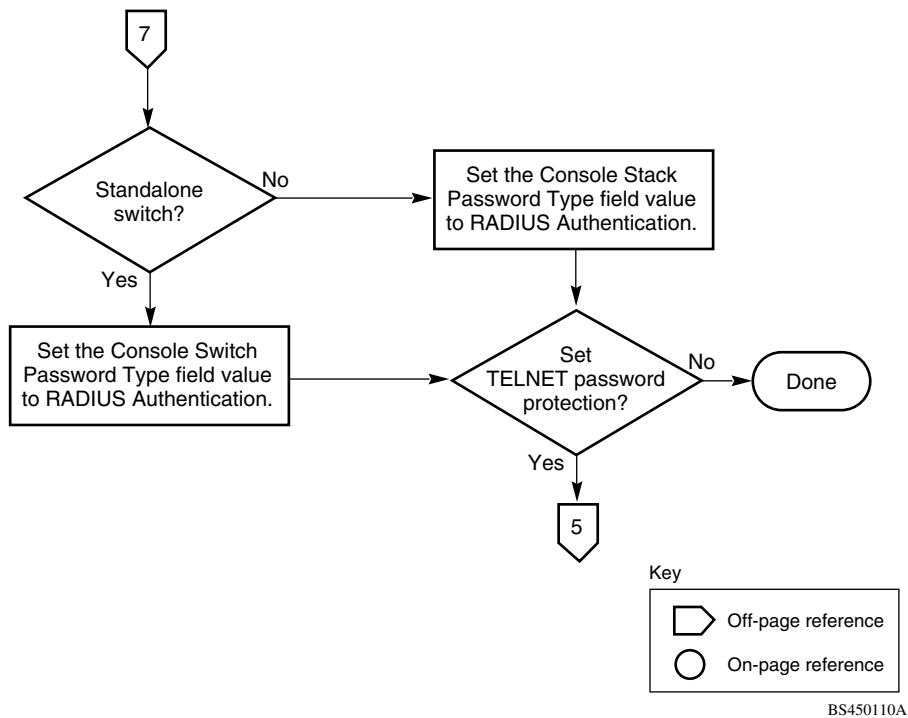 7
Standalone
switch?
No
Set the Console Stack
Password Type field value
to RADIUS Authentication.
Yes
Set the Console Switch
Password Type field value
to RADIUS Authentication.
Set
TELNET password
protection?
No
Done
Yes
5
Key
Off-page reference
On-page reference
BS450110A